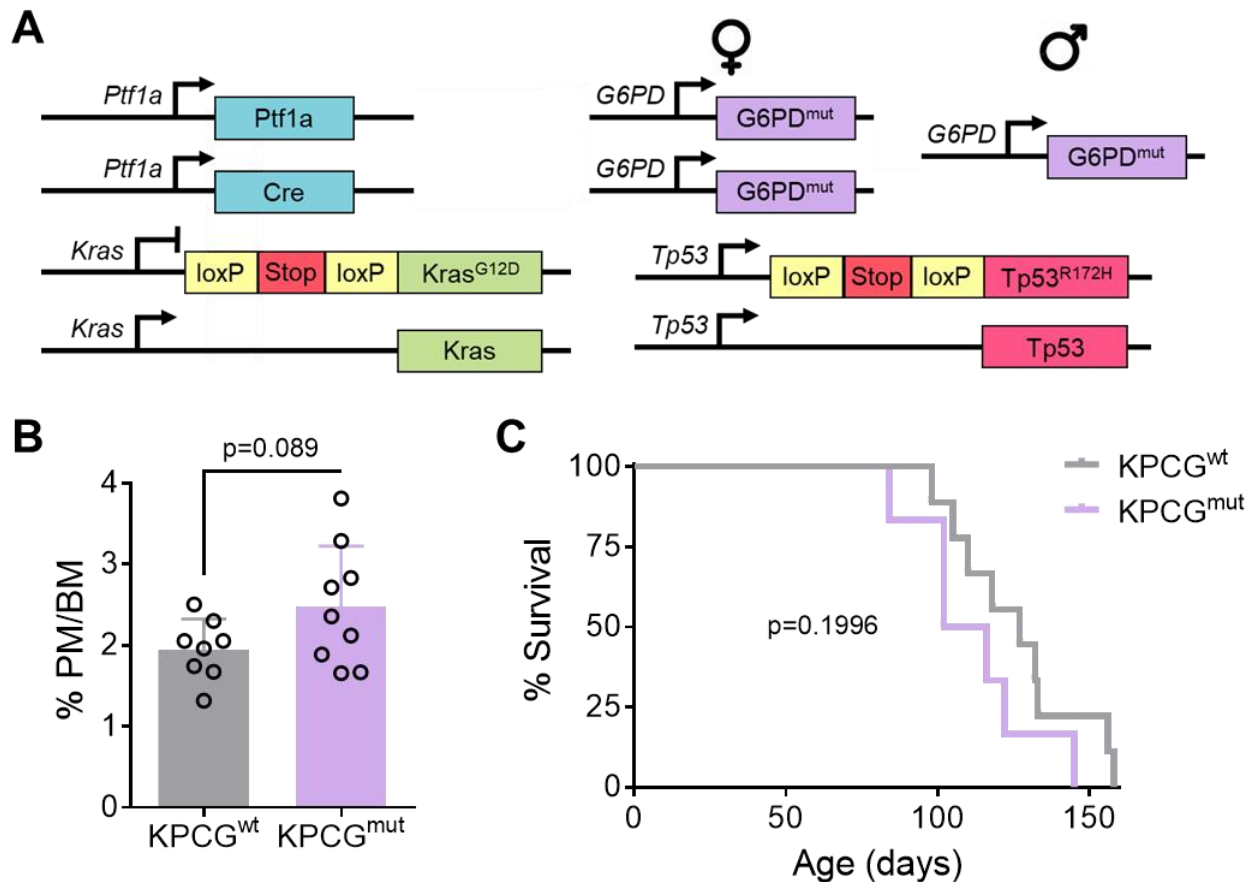 A
♀
♂
Ptf1a
Ptf1a
G6PD
G6PDmut
G6PD
G6PDmut
Ptf1a
Cre
G6PD
G6PDmut
Kras
loxP Stop loxP KrasG12D
Tp53
loxP Stop loxP Tp53R172H
Kras
Kras
Tp53
Tp53
B
p=0.089
% PM/BM
4
3
2
1
0
KPCGwt KPCGmut
C
KPCGwt
KPCGmut
% Survival
100
75
50
25
0
p=0.1996
0 50 100 150
Age (days)